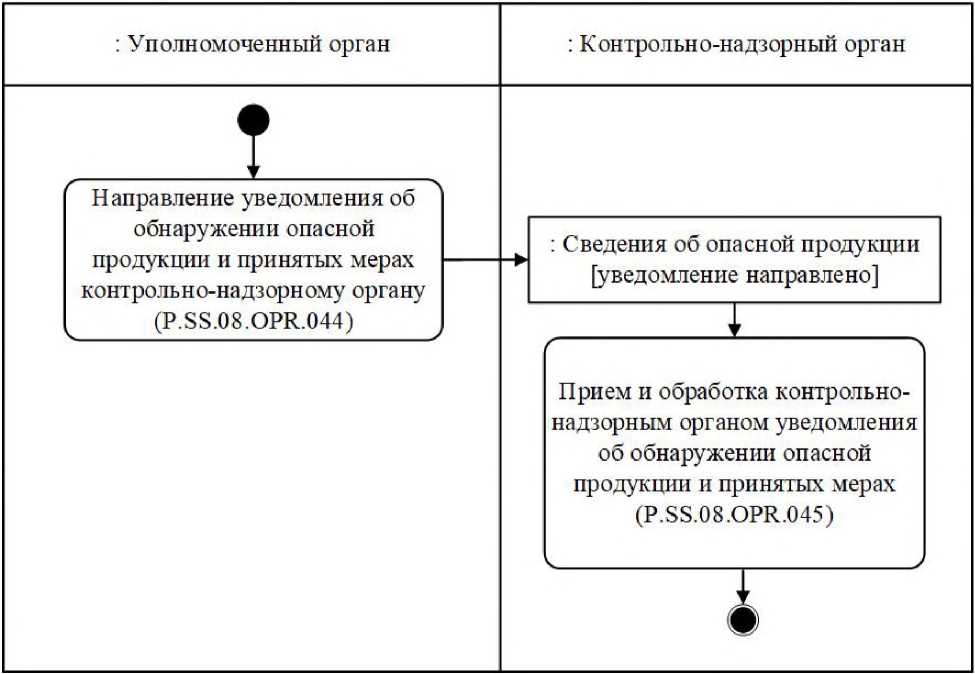 : Уполномоченный орган
: Контрольно-надзорный орган
Направление уведомления об
обнаружении опасной
продукции и принятых мерах
контрольно-надзорному органу
(P.SS.08.OPR.044)
: Сведения об опасной продукции
[уведомление направлено]
Прием и обработка контрольно-
надзорным органом уведомления
об обнаружении опасной
продукции и принятых мерах
(P.SS.08.OPR.045)